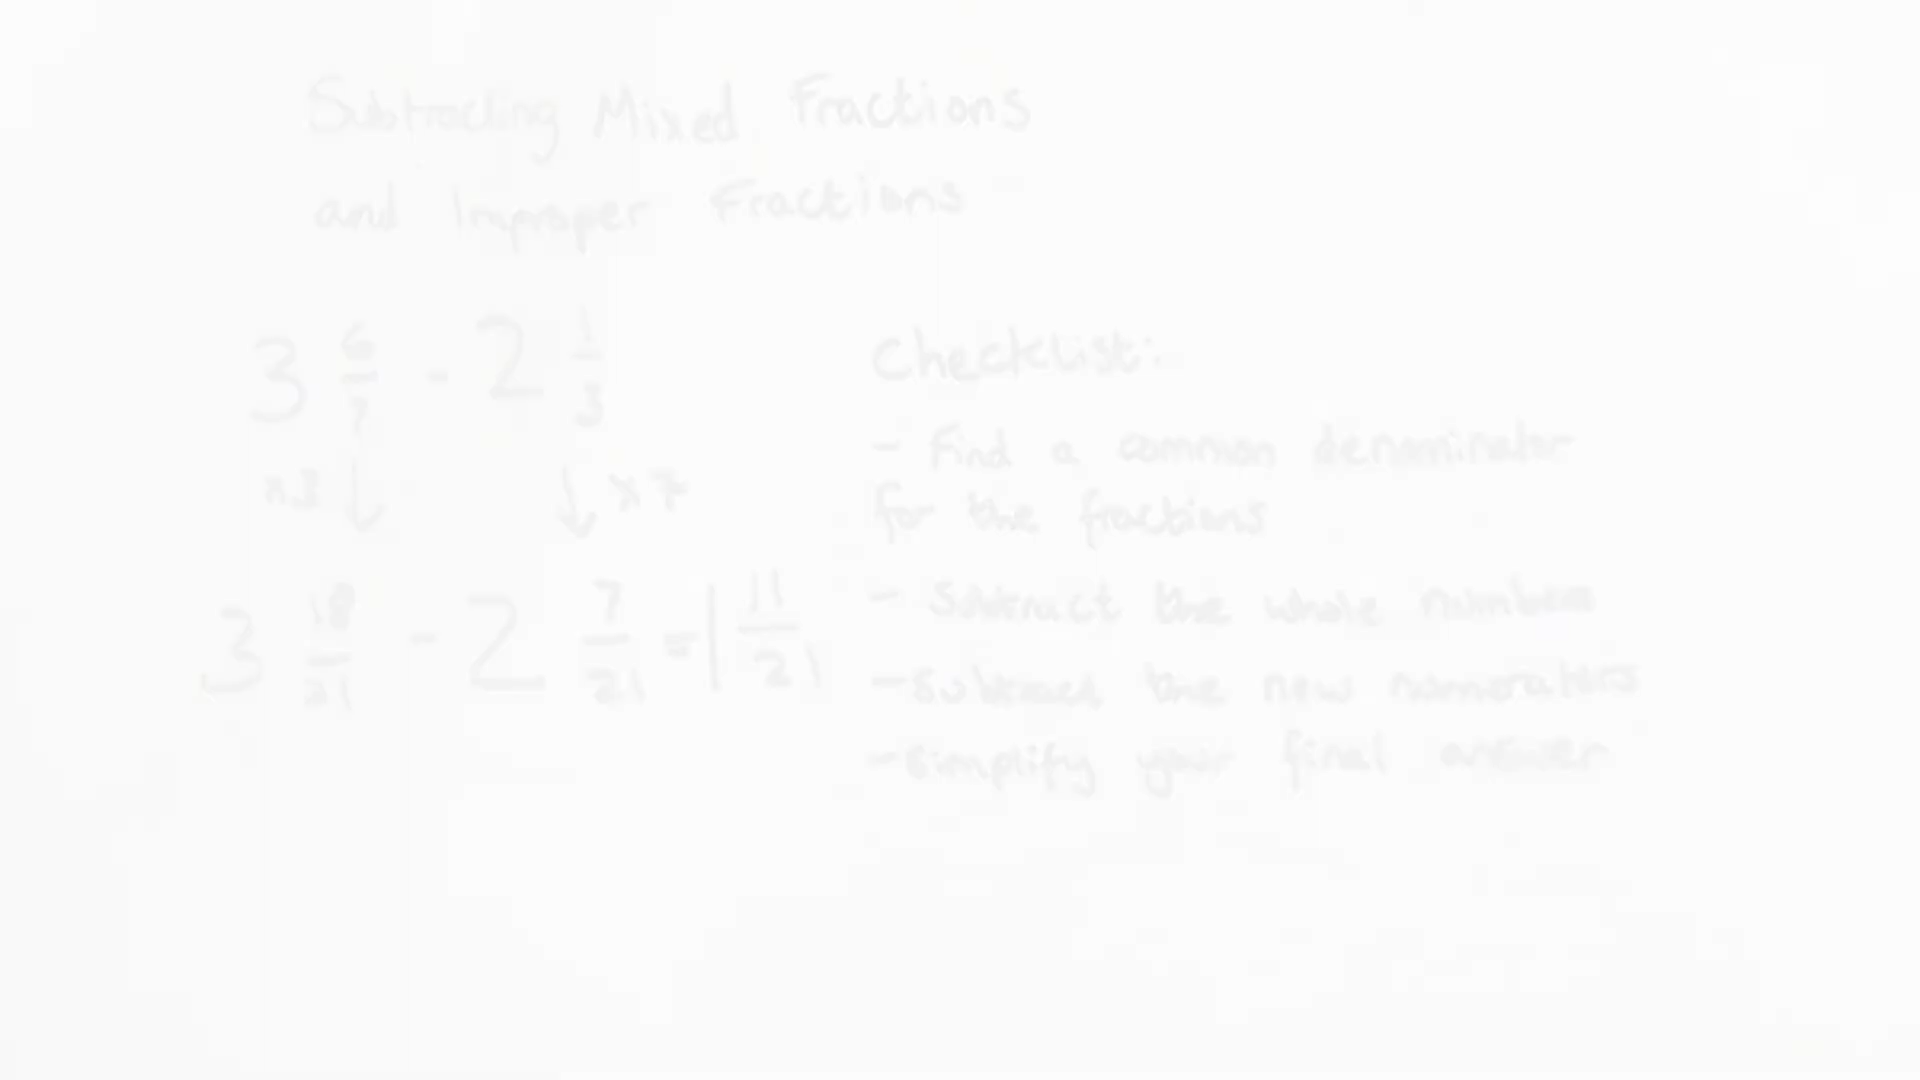 Subtracting Mixed Fractions
and Improper Fractions
3 6/7 - 2 1/3
x3 ↓ ↓ x7
3 18/21 - 2 7/21 = 1 11/21
Checklist:
- Find a common denominator
for the fractions
- Subtract the whole numbers
- Subtract the new numerators
- Simplify your final answer